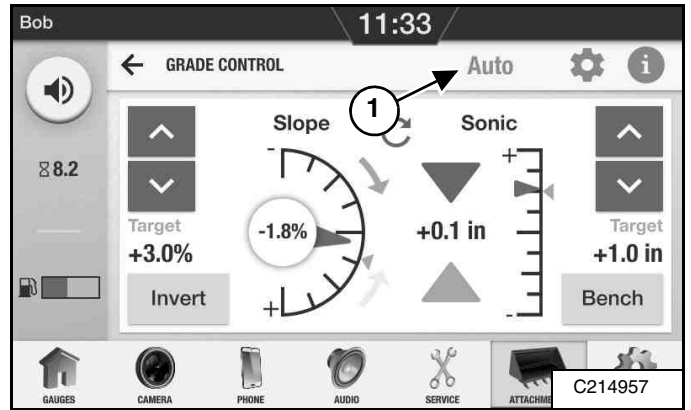 Bob
11:33
GRADE CONTROL
Auto
i
1
Slope
Sonic
8.2
-
+
-1.8%
+0.1 in
+
-
Target
+3.0%
Target
+1.0 in
Invert
Bench
GAUGES
CAMERA
PHONE
AUDIO
SERVICE
C214957